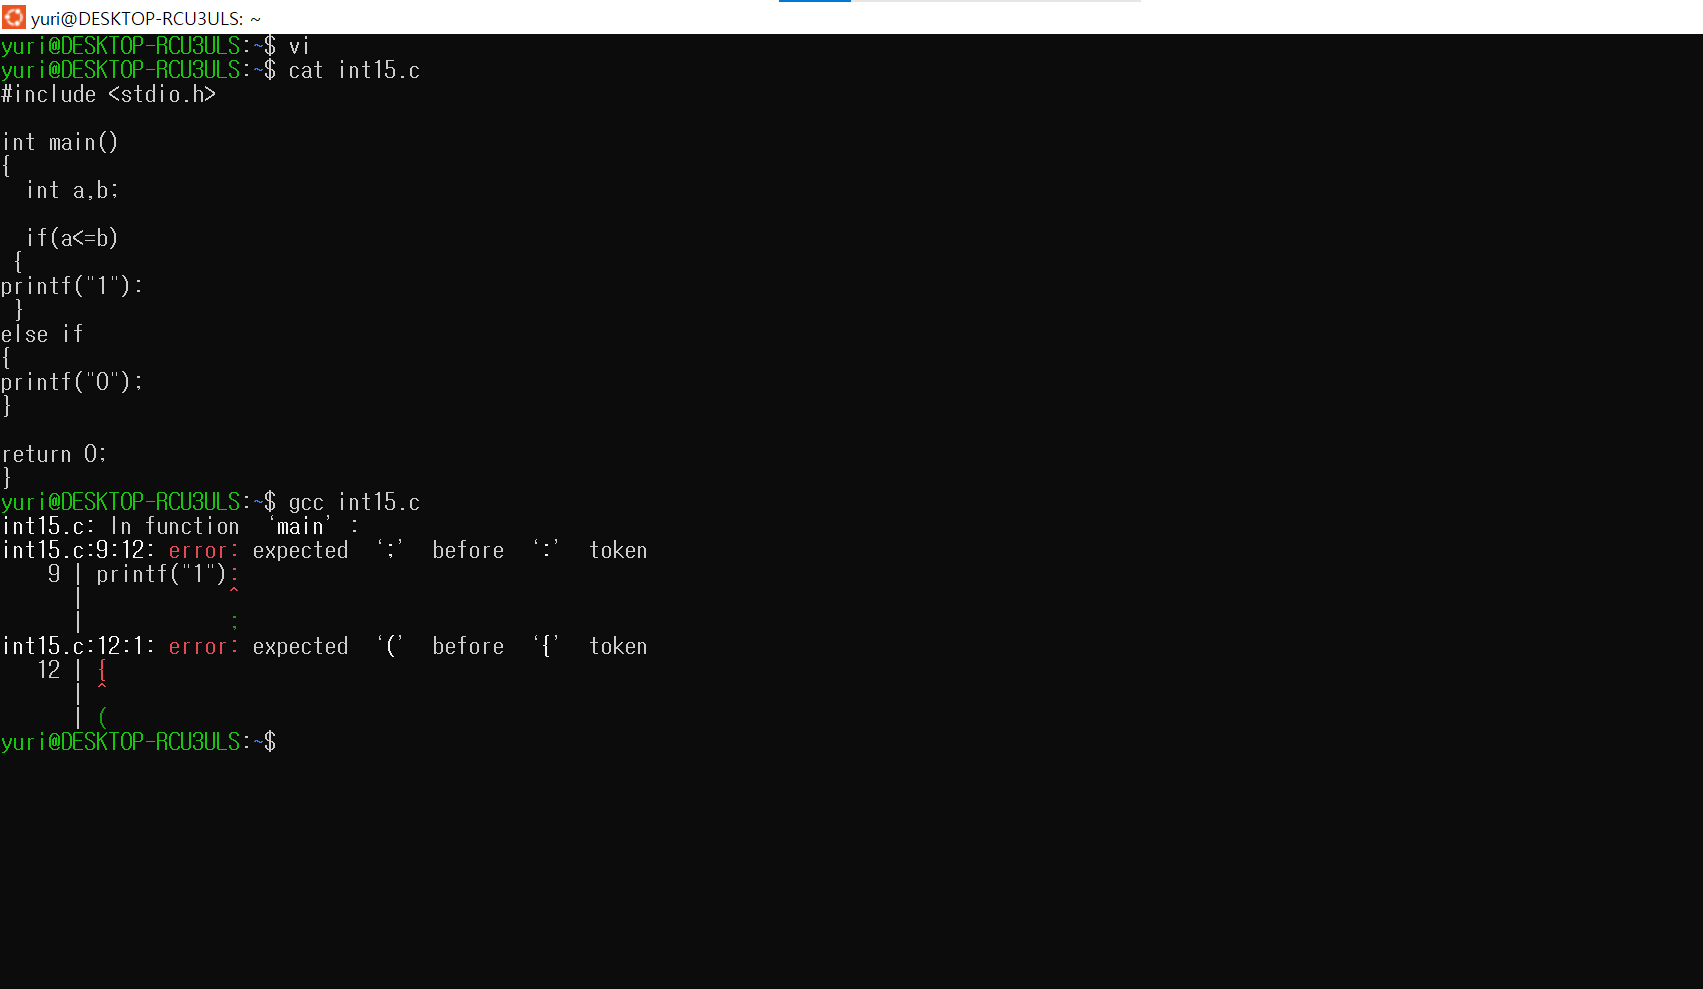 yuri@DESKTOP-RCU3ULS: ~
yuri@DESKTOP-RCU3ULS:~$ vi
yuri@DESKTOP-RCU3ULS:~$ cat int15.c
#include <stdio.h>
int main()
{
  int a,b;
  if(a<=b)
 {
printf("1"):
 }
else if
{
printf("0");
}
return 0;
}
yuri@DESKTOP-RCU3ULS:~$ gcc int15.c
int15.c: In function ‘main’ :
int15.c:9:12: error: expected ‘;’ before ‘:’ token
    9 | printf("1"):
      |            ^
      |            ;
int15.c:12:1: error: expected ‘(’ before ‘{’ token
   12 | {
      | ^
      | (
yuri@DESKTOP-RCU3ULS:~$